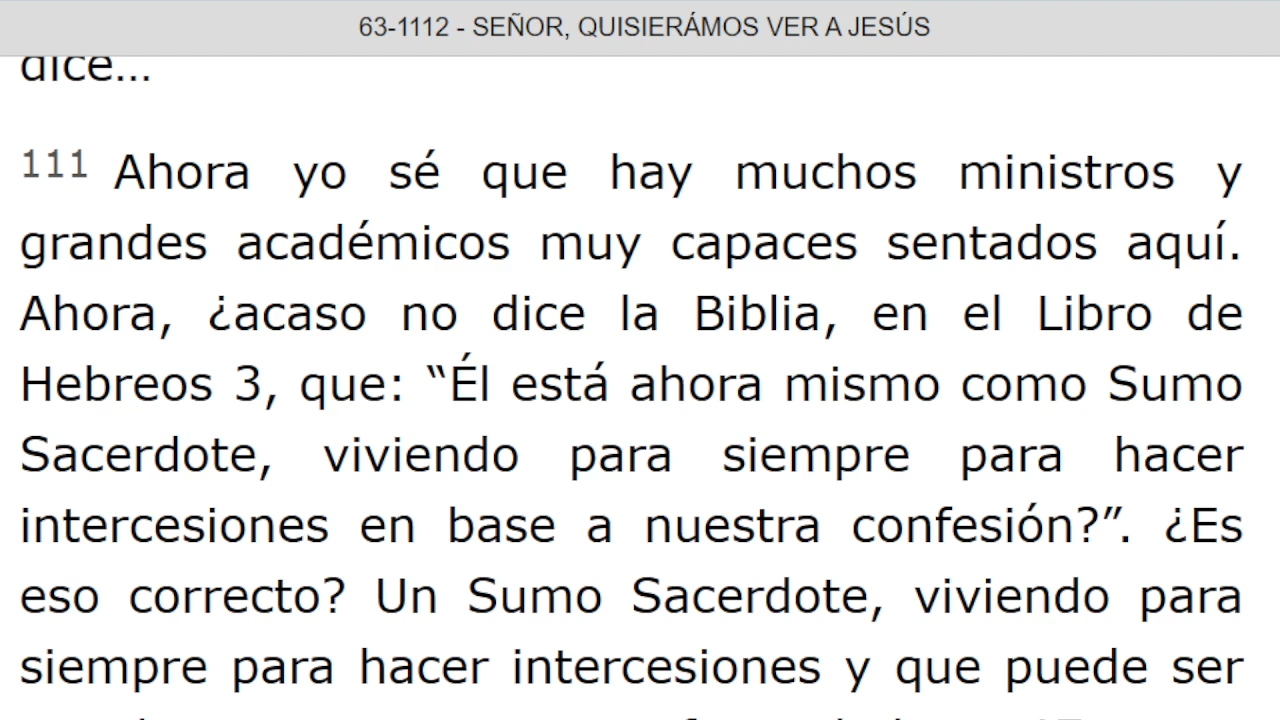 63-1112 - SEÑOR, QUISIERÁMOS VER A JESÚS
dice...
111 Ahora yo sé que hay muchos ministros y
grandes académicos muy capaces sentados aquí.
Ahora, ¿acaso no dice la Biblia, en el Libro de
Hebreos 3, que: “Él está ahora mismo como Sumo
Sacerdote, viviendo para siempre para hacer
intercesiones en base a nuestra confesión?”. ¿Es
eso correcto? Un Sumo Sacerdote, viviendo para
siempre para hacer intercesiones y que puede ser